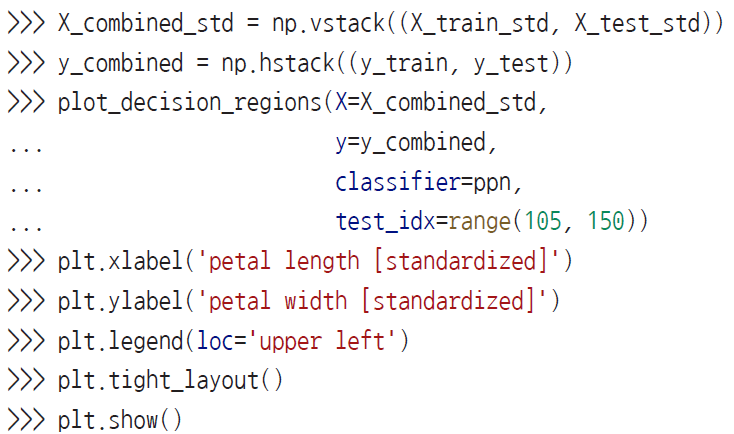 >>> X_combined_std = np.vstack((X_train_std, X_test_std))
>>> y_combined = np.hstack((y_train, y_test))
>>> plot_decision_regions(X=X_combined_std,
...                       y=y_combined,
...                       classifier=ppn,
...                       test_idx=range(105, 150))
>>> plt.xlabel('petal length [standardized]')
>>> plt.ylabel('petal width [standardized]')
>>> plt.legend(loc='upper left')
>>> plt.tight_layout()
>>> plt.show()